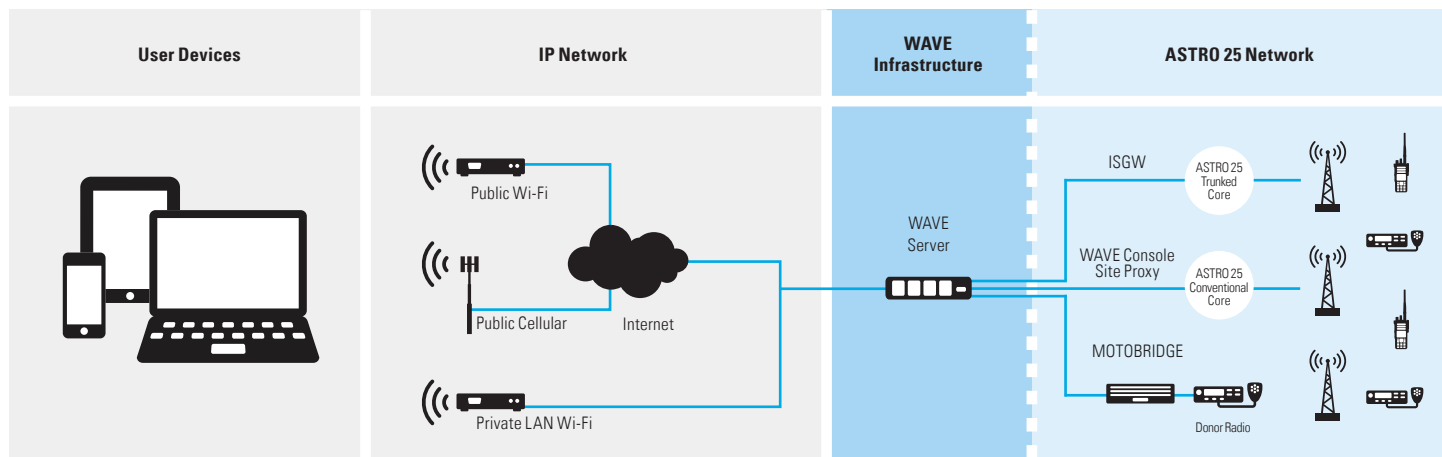 User Devices
IP Network
WAVE
Infrastructure
ASTRO 25 Network
Public Wi-Fi
Public Cellular
Internet
Private LAN Wi-Fi
WAVE
Server
ISGW
ASTRO 25
Trunked
Core
WAVE Console
Site Proxy
ASTRO 25
Conventional
Core
MOTOBRIDGE
Donor Radio